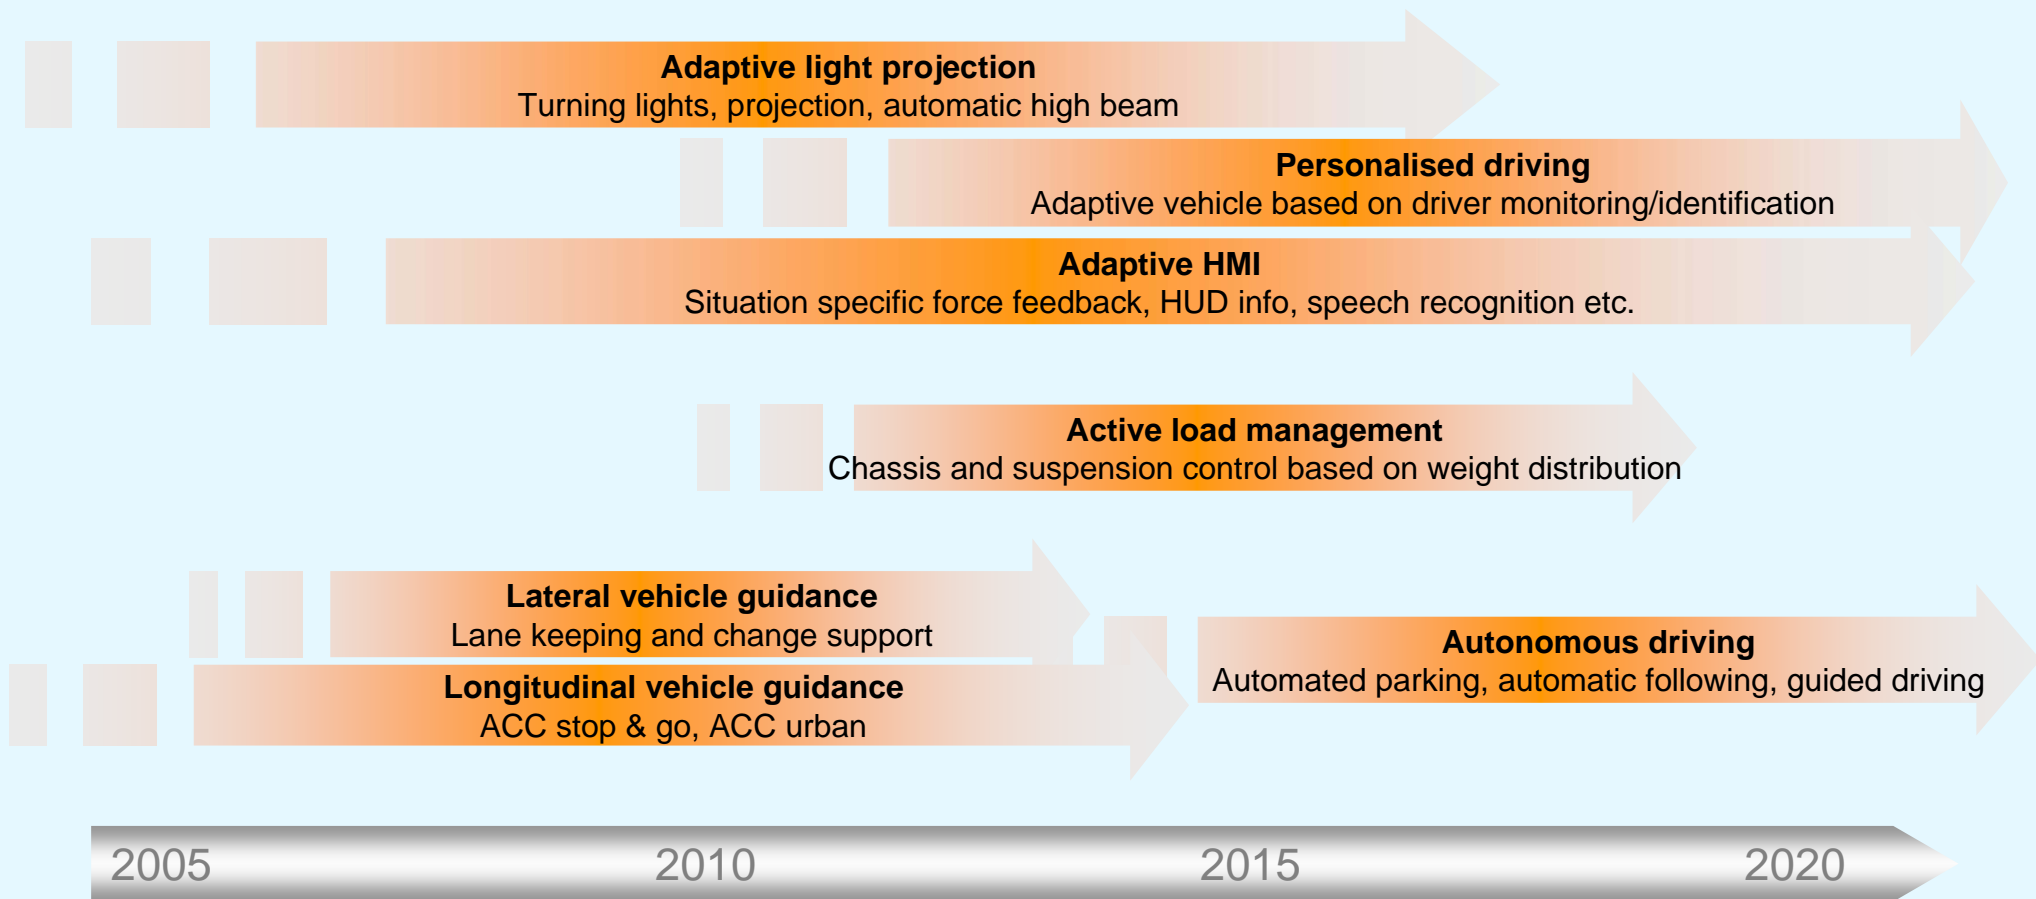 Adaptive light projection
Turning lights, projection, automatic high beam
Personalised driving
Adaptive vehicle based on driver monitoring/identification
Adaptive HMI
Situation specific force feedback, HUD info, speech recognition etc.
Active load management
Chassis and suspension control based on weight distribution
Lateral vehicle guidance
Lane keeping and change support
Autonomous driving
Automated parking, automatic following, guided driving
Longitudinal vehicle guidance
ACC stop & go, ACC urban
2005 2010 2015 2020